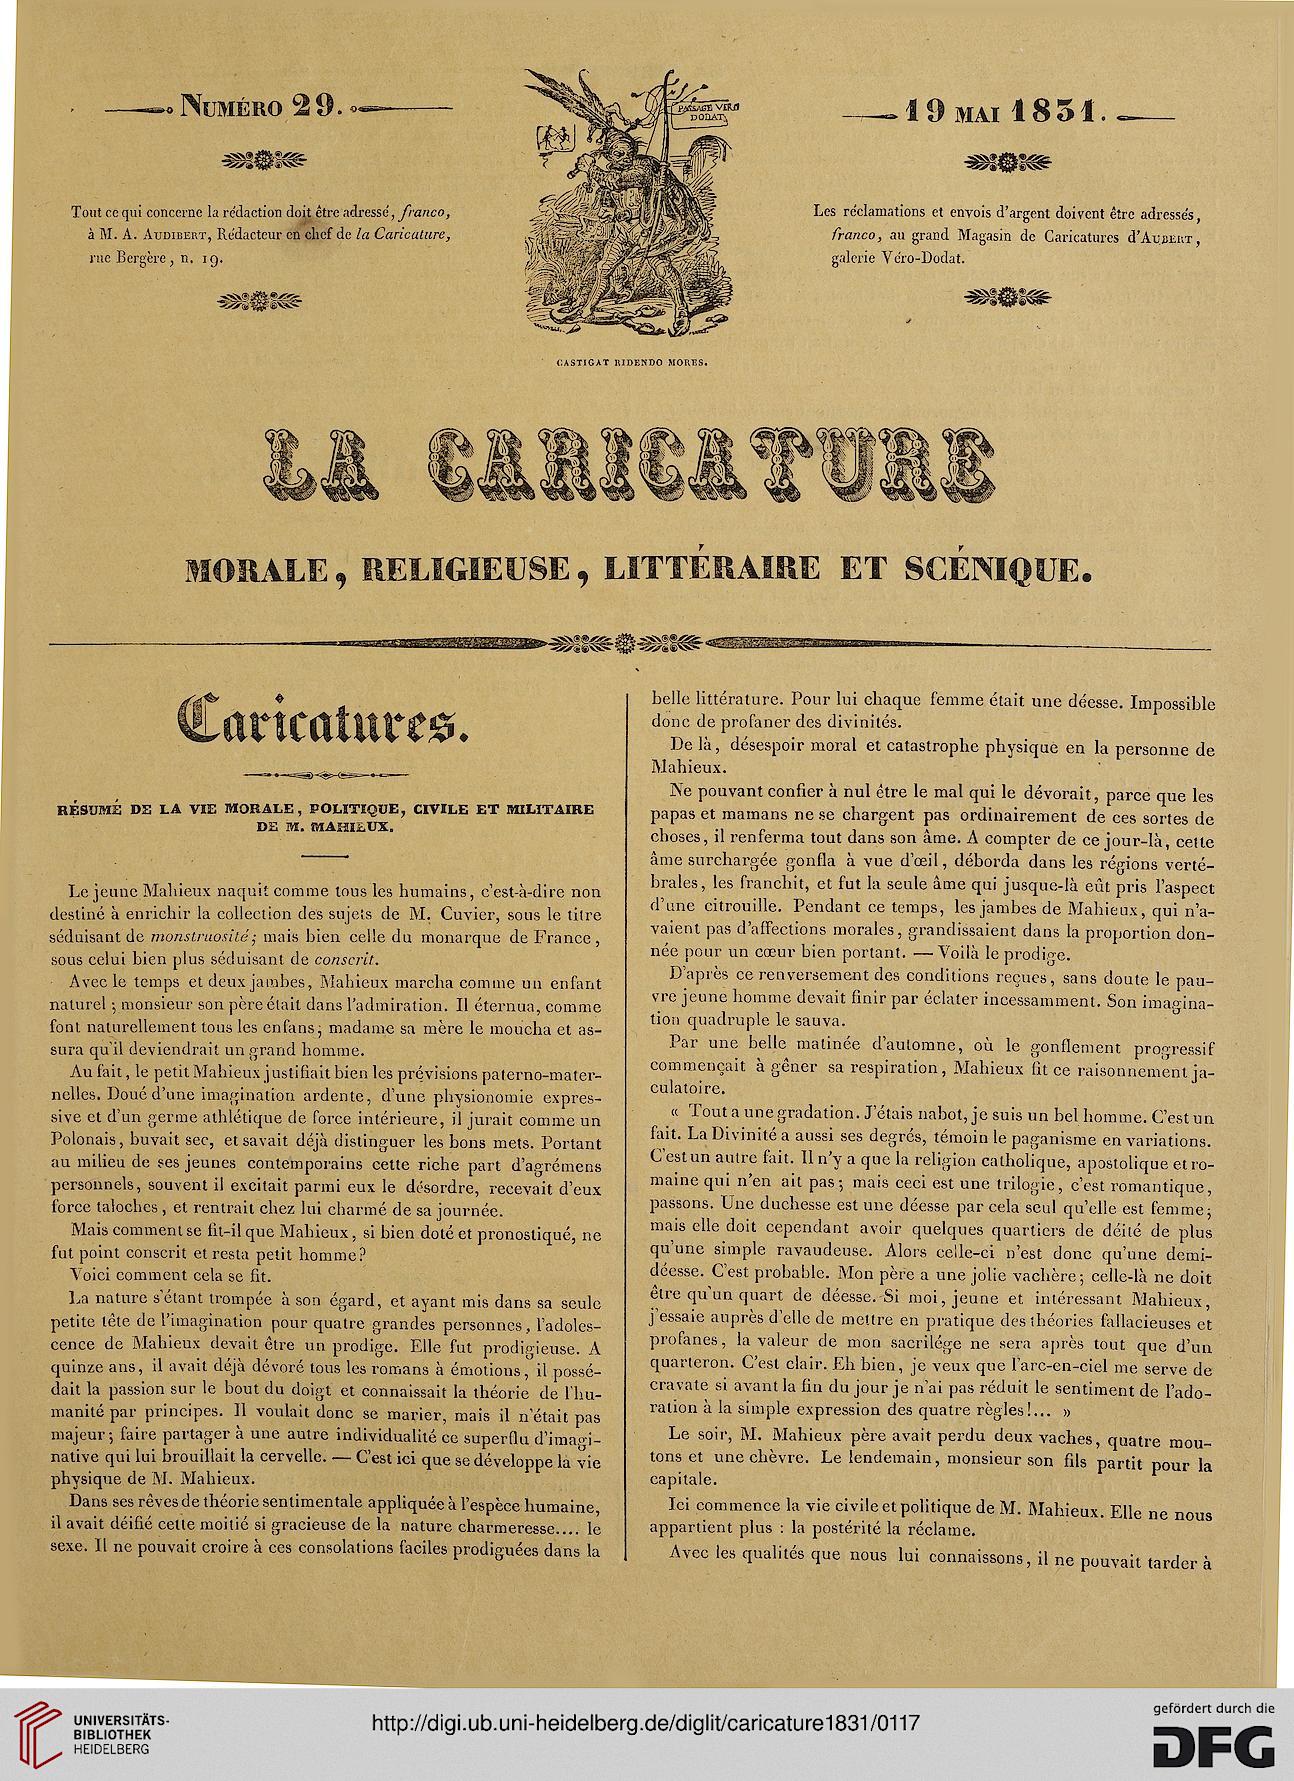 NUMÉRO 29.
Tout ce qui concerne la rédaction doit être adressé, franco,
à M. A. AUDIBERT, Rédacteur en chef de la Caricature,
rue Bergère, n. 19.
PASSAGE VERO
DODAT
CASTIGAT RIDENDO MORES.
19 MAI 1831.
Les réclamations et envois d'argent doivent être adressés,
franco, au grand Magasin de Caricatures d'AUBERT,
galerie Véro-Dodat.
LA CARICATURE
MORALE, RELIGIEUSE, LITTÉRAIRE ET SCÉNIQUE.
Caricatures.
RÉSUMÉ DE LA VIE MORALE, POLITIQUE, CIVILE ET MILITAIRE
DE M. MAHIEUX.
Le jeune Mahieux naquit comme tous les humains, c'est-à-dire non
destiné à enrichir la collection des sujets de M. Cuvier, sous le titre
séduisant de monstruosité; mais bien celle du monarque de France,
sous celui bien plus séduisant de conscrit.
Avec le temps et deux jambes, Mahieux marcha comme un enfant
naturel; monsieur son père était dans l'admiration. Il éternua, comme
font naturellement tous les enfans; madame sa mère le moucha et as-
sura qu'il deviendrait un grand homme.
Au fait, le petit Mahieux justifiait bien les prévisions paterno-mater-
nelles. Doué d'une imagination ardente, d'une physionomie expres-
sive et d'un germe athlétique de force intérieure, il jurait comme un
Polonais, buvait sec, et savait déjà distinguer les bons mets. Portant
au milieu de ses jeunes contemporains cette riche part d'agrémens
personnels, souvent il excitait parmi eux le désordre, recevait d'eux
force taloches, et rentrait chez lui charmé de sa journée.
Mais comment se fit-il que Mahieux, si bien doté et pronostiqué, ne
fut point conscrit et resta petit homme?
Voici comment cela se fit.
La nature s'étant trompée à son égard, et ayant mis dans sa seule
petite tête de l'imagination pour quatre grandes personnes, l'adoles-
cence de Mahieux devait être un prodige. Elle fut prodigieuse. A
quinze ans, il avait déjà dévoré tous les romans à émotions, il possé-
dait la passion sur le bout du doigt et connaissait la théorie de l'hu-
manité par principes. Il voulait donc se marier, mais il n'était pas
majeur; faire partager à une autre individualité ce superflu d'imagi-
native qui lui brouillait la cervelle. — C'est ici que se développe la vie
physique de M. Mahieux.
Dans ses rêves de théorie sentimentale appliquée à l'espèce humaine,
il avait déifié cette moitié si gracieuse de la nature charmeresse.... le
sexe. Il ne pouvait croire à ces consolations faciles prodiguées dans la
belle littérature. Pour lui chaque femme était une déesse. Impossible
donc de profaner des divinités.
De là, désespoir moral et catastrophe physique en la personne de
Mahieux.
Ne pouvant confier à nul être le mal qui le dévorait, parce que les
papas et mamans ne se chargent pas ordinairement de ces sortes de
choses, il renferma tout dans son âme. A compter de ce jour-là, cette
âme surchargée gonfla à vue d'œil, déborda dans les régions verté-
brales, les franchit, et fut la seule âme qui jusque-là eût pris l'aspect
d'une citrouille. Pendant ce temps, les jambes de Mahieux, qui n'a-
vaient pas d'affections morales, grandissaient dans la proportion don-
née pour un cœur bien portant. — Voilà le prodige.
D'après ce renversement des conditions reçues, sans doute le pau-
vre jeune homme devait finir par éclater incessamment. Son imagina-
tion quadruple le sauva.
Par une belle matinée d'automne, où le gonflement progressif
commençait à gêner sa respiration, Mahieux fit ce raisonnement ja-
culatoire.
« Tout a une gradation. J'étais nabot, je suis un bel homme. C'est un
fait. La Divinité a aussi ses degrés, témoin le paganisme en variations.
C'est un autre fait. Il n'y a que la religion catholique, apostolique et ro-
maine qui n'en ait pas; mais ceci est une trilogie, c'est romantique,
passons. Une duchesse est une déesse par cela seul qu'elle est femme;
mais elle doit cependant avoir quelques quartiers de déité de plus
qu'une simple ravaudeuse. Alors celle-ci n'est donc qu'une demi-
déesse. C'est probable. Mon père a une jolie vachère; celle-là ne doit
être qu'un quart de déesse. Si moi, jeune et intéressant Mahieux,
j'essaie auprès d'elle de mettre en pratique des théories fallacieuses et
profanes, la valeur de mon sacrilége ne sera après tout que d'un
quarteron. C'est clair. Eh bien, je veux que l'arc-en-ciel me serve de
cravate si avant la fin du jour je n'ai pas réduit le sentiment de l'ado-
ration à la simple expression des quatre règles!... »
Le soir, M. Mahieux père avait perdu deux vaches, quatre mou-
tons et une chèvre. Le lendemain, monsieur son fils partit pour la
capitale.
Ici commence la vie civile et politique de M. Mahieux. Elle ne nous
appartient plus : la postérité la réclame.
Avec les qualités que nous lui connaissons, il ne pouvait tarder à
UNIVERSITÄTS-
BIBLIOTHEK
HEIDELBERG
http://digi.ub.uni-heidelberg.de/diglit/caricature1831/0117
gefördert durch die
DFG